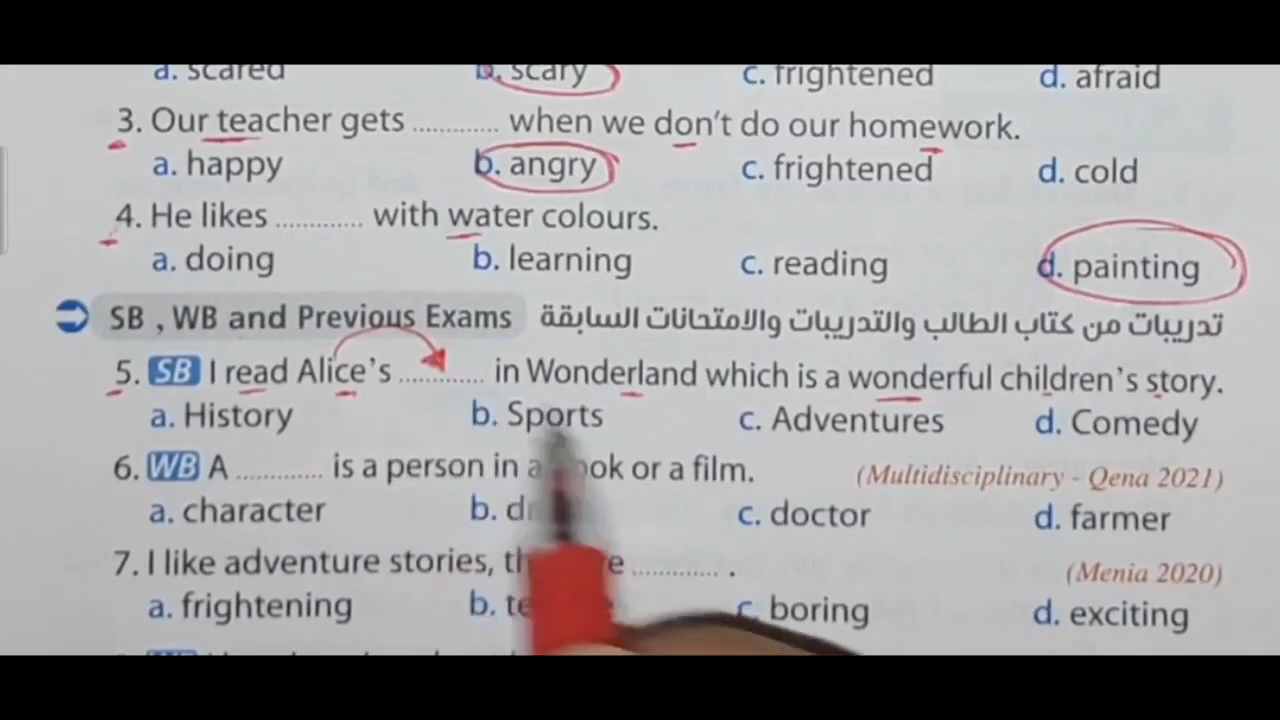 a. scared b. scary c. frightened d. afraid
3. Our teacher gets ............ when we don't do our homework.
a. happy b. angry c. frightened d. cold
4. He likes ............ with water colours.
a. doing b. learning c. reading d. painting
SB , WB and Previous Exams تدريبات من كتاب الطالب والتدريبات والامتحانات السابقة
5. SB I read Alice's ............ in Wonderland which is a wonderful children's story.
a. History b. Sports c. Adventures d. Comedy
6. WB A ............ is a person in a book or a film. (Multidisciplinary - Qena 2021)
a. character b. c. doctor d. farmer
7. I like adventure stories, ............ . (Menia 2020)
a. frightening b. c. boring d. exciting